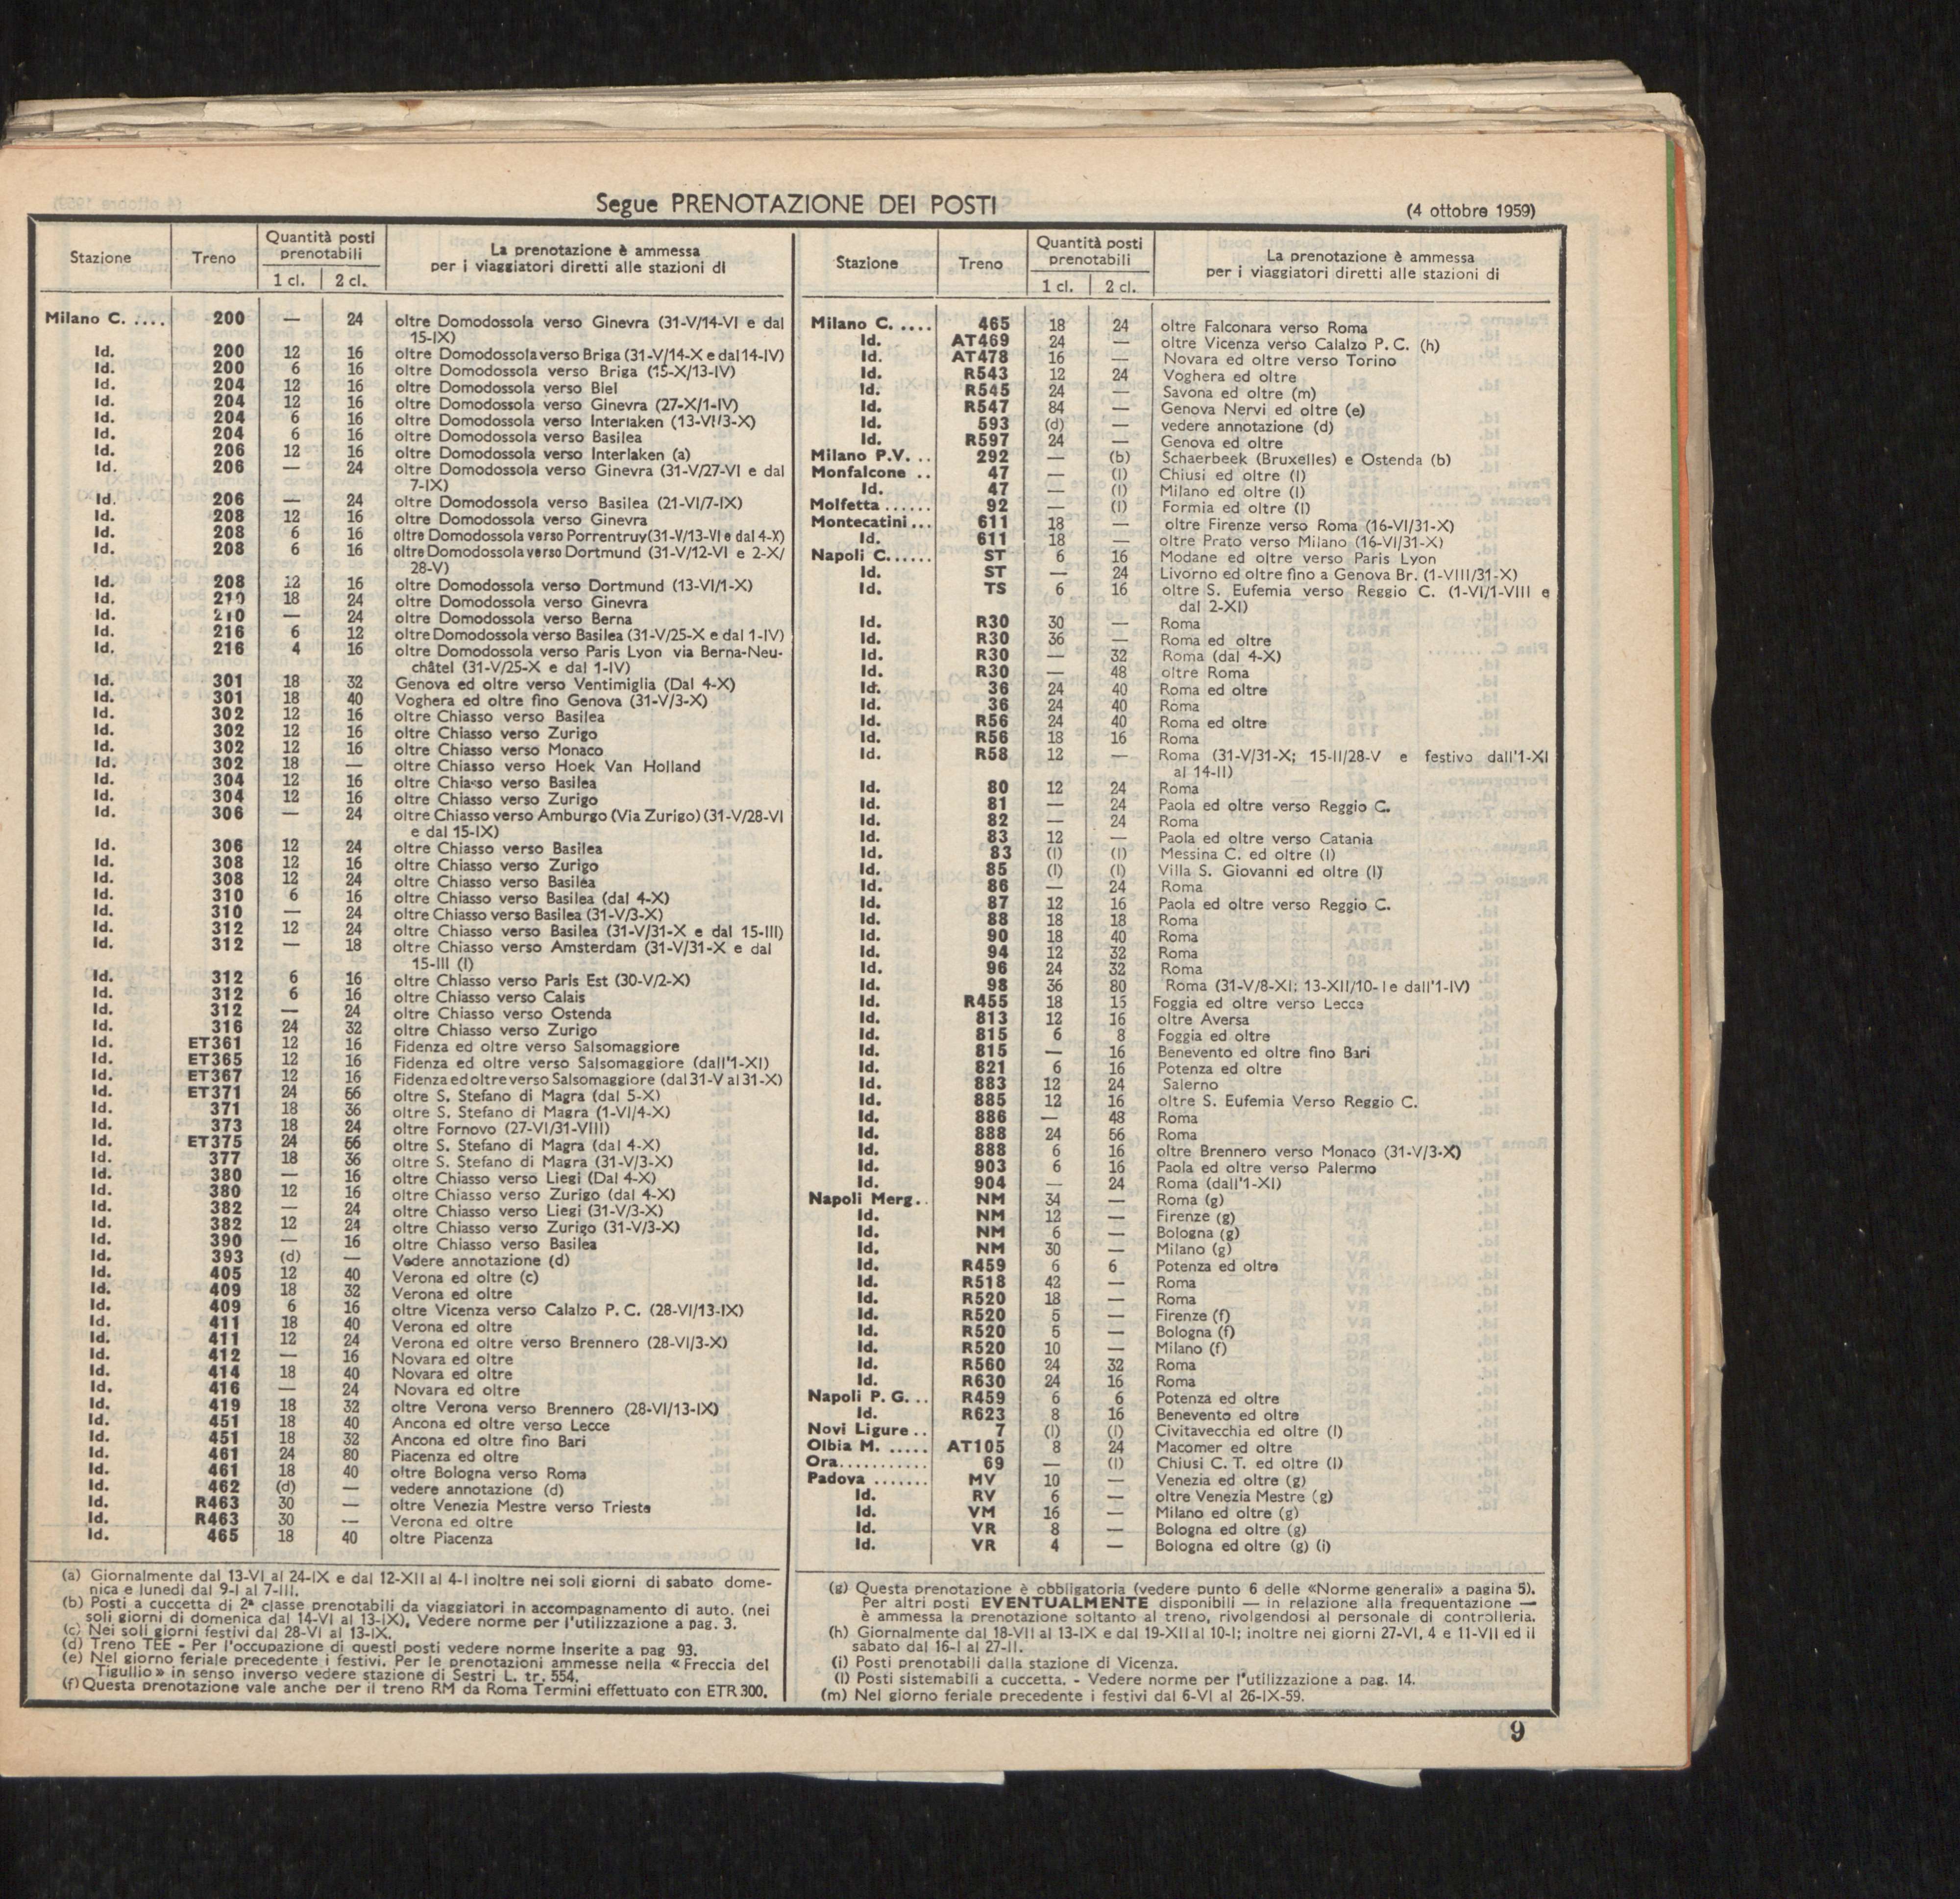 Segue PRENOTAZIONE DEI POSTI
(4 ottobre 1959)
Stazione Treno Quantità posti prenotabili 1 cl. 2 cl. La prenotazione è ammessa per i viaggiatori diretti alle stazioni di
Milano C. .... 200 — 24 oltre Domodossola verso Ginevra (31-V/14-VI e dal
15-IX)
Id. 200 12 16 oltre Domodossola verso Briga (31-V/14-X e dal 14-IV)
Id. 200 6 16 oltre Domodossola verso Briga (15-X/13-IV)
Id. 204 12 16 oltre Domodossola verso Biel
Id. 204 12 16 oltre Domodossola verso Ginevra (27-X/1-IV)
Id. 204 6 16 oltre Domodossola verso Interlaken (13-VI/3-X)
Id. 204 6 16 oltre Domodossola verso Basilea
Id. 206 12 16 oltre Domodossola verso Interlaken (a)
Id. 206 — 24 oltre Domodossola verso Ginevra (31-V/27-VI e dal
7-IX)
Id. 206 — 24 oltre Domodossola verso Basilea (21-VI/7-IX)
Id. 208 12 16 oltre Domodossola verso Ginevra
Id. 208 6 16 oltre Domodossola verso Porrentruy (31-V/13-VI e dal 4-X)
Id. 208 6 16 oltre Domodossola verso Dortmund (31-V/12-VI e 2-X/
28-V)
Id. 208 12 16 oltre Domodossola verso Dortmund (13-VI/1-X)
Id. 210 18 24 oltre Domodossola verso Ginevra
Id. 210 — 24 oltre Domodossola verso Berna
Id. 216 6 12 oltre Domodossola verso Basilea (31-V/25-X e dal 1-IV)
Id. 216 4 16 oltre Domodossola verso Paris Lyon via Berna-Neu-
châtel (31-V/25-X e dal 1-IV)
Id. 301 18 32 Genova ed oltre verso Ventimiglia (Dal 4-X)
Id. 301 18 40 Voghera ed oltre fino Genova (31-V/3-X)
Id. 302 12 16 oltre Chiasso verso Basilea
Id. 302 12 16 oltre Chiasso verso Zurigo
Id. 302 12 16 oltre Chiasso verso Monaco
Id. 302 18 — oltre Chiasso verso Hoek Van Holland
Id. 304 12 16 oltre Chiasso verso Basilea
Id. 304 12 16 oltre Chiasso verso Zurigo
Id. 306 — 24 oltre Chiasso verso Amburgo (Via Zurigo) (31-V/28-VI
e dal 15-IX)
Id. 306 12 24 oltre Chiasso verso Basilea
Id. 308 12 16 oltre Chiasso verso Zurigo
Id. 308 12 24 oltre Chiasso verso Basilea
Id. 310 6 16 oltre Chiasso verso Basilea (dal 4-X)
Id. 310 — 24 oltre Chiasso verso Basilea (31-V/3-X)
Id. 312 12 24 oltre Chiasso verso Basilea (31-V/31-X e dal 15-III)
Id. 312 — 18 oltre Chiasso verso Amsterdam (31-V/31-X e dal
15-III (l)
Id. 312 6 16 oltre Chiasso verso Paris Est (30-V/2-X)
Id. 312 6 16 oltre Chiasso verso Calais
Id. 312 — 24 oltre Chiasso verso Ostenda
Id. 316 24 32 oltre Chiasso verso Zurigo
Id. ET361 12 16 Fidenza ed oltre verso Salsomaggiore
Id. ET365 12 16 Fidenza ed oltre verso Salsomaggiore (dall'1-XI)
Id. ET367 12 16 Fidenza ed oltre verso Salsomaggiore (dal 31-V al 31-X)
Id. ET371 24 66 oltre S. Stefano di Magra (dal 5-X)
Id. 371 18 36 oltre S. Stefano di Magra (1-VI/4-X)
Id. 373 18 24 oltre Fornovo (27-VI/31-VIII)
Id. ET375 24 66 oltre S. Stefano di Magra (dal 4-X)
Id. 377 18 36 oltre S. Stefano di Magra (31-V/3-X)
Id. 380 — 16 oltre Chiasso verso Liegi (Dal 4-X)
Id. 380 12 16 oltre Chiasso verso Zurigo (dal 4-X)
Id. 382 — 24 oltre Chiasso verso Liegi (31-V/3-X)
Id. 382 12 24 oltre Chiasso verso Zurigo (31-V/3-X)
Id. 390 — 16 oltre Chiasso verso Basilea
Id. 393 (d) — Vedere annotazione (d)
Id. 405 12 40 Verona ed oltre (c)
Id. 409 18 32 Verona ed oltre
Id. 409 6 16 oltre Vicenza verso Calalzo P. C. (28-VI/13-IX)
Id. 411 18 40 Verona ed oltre
Id. 411 12 24 Verona ed oltre verso Brennero (28-VI/3-X)
Id. 412 — 16 Novara ed oltre
Id. 414 18 40 Novara ed oltre
Id. 416 — 24 Novara ed oltre
Id. 419 18 32 oltre Verona verso Brennero (28-VI/13-IX)
Id. 451 18 40 Ancona ed oltre verso Lecce
Id. 451 18 32 Ancona ed oltre fino Bari
Id. 461 24 80 Piacenza ed oltre
Id. 461 18 40 oltre Bologna verso Roma
Id. 462 (d) — vedere annotazione (d)
Id. R463 30 — oltre Venezia Mestre verso Trieste
Id. R463 30 — Verona ed oltre
Id. 465 18 40 oltre Piacenza
(a) Giornalmente dal 13-VI al 24-IX e dal 12-XII al 4-I inoltre nei soli giorni di sabato dome-
nica e lunedì dal 9-I al 7-III.
(b) Posti a cuccetta di 2ª classe prenotabili da viaggiatori in accompagnamento di auto. (nei
soli giorni di domenica dal 14-VI al 13-IX), Vedere norme per l'utilizzazione a pag. 3.
(c) Nei soli giorni festivi dal 28-VI al 13-IX.
(d) Treno TEE - Per l'occupazione di questi posti vedere norme inserite a pag 93.
(e) Nel giorno feriale precedente i festivi. Per le prenotazioni ammesse nella « Freccia del
Tigullio » in senso inverso vedere stazione di Sestri L. tr. 554.
(f) Questa prenotazione vale anche per il treno RM da Roma Termini effettuato con ETR 300.
Stazione Treno Quantità posti prenotabili 1 cl. 2 cl. La prenotazione è ammessa per i viaggiatori diretti alle stazioni di
Milano C. ..... 465 18 24 oltre Falconara verso Roma
Id. AT469 24 — oltre Vicenza verso Calalzo P. C. (h)
Id. AT478 16 — Novara ed oltre verso Torino
Id. R543 12 24 Voghera ed oltre
Id. R545 24 — Savona ed oltre (m)
Id. R547 84 — Genova Nervi ed oltre (e)
Id. 593 (d) — vedere annotazione (d)
Id. R597 24 — Genova ed oltre
Milano P.V. .. 292 — (b) Schaerbeek (Bruxelles) e Ostenda (b)
Monfalcone .. 47 — (l) Chiusi ed oltre (l)
Id. 47 — (l) Milano ed oltre (l)
Molfetta ...... 92 — (l) Formia ed oltre (l)
Montecatini ... 611 18 — oltre Firenze verso Roma (16-VI/31-X)
Id. 611 18 — oltre Prato verso Milano (16-VI/31-X)
Napoli C...... ST 6 16 Modane ed oltre verso Paris Lyon
Id. ST — 24 Livorno ed oltre fino a Genova Br. (1-VIII/31-X)
Id. TS 6 16 oltre S. Eufemia verso Reggio C. (1-VI/1-VIII e
dal 2-XI)
Id. R30 30 — Roma
Id. R30 36 — Roma ed oltre
Id. R30 — 32 Roma (dal 4-X)
Id. R30 — 48 oltre Roma
Id. 36 24 40 Roma ed oltre
Id. 36 24 40 Roma
Id. R56 24 40 Roma ed oltre
Id. R56 18 16 Roma
Id. R58 12 — Roma (31-V/31-X; 15-II/28-V e festivo dall'1-XI
al 14-II)
Id. 80 12 24 Roma
Id. 81 — 24 Paola ed oltre verso Reggio C.
Id. 82 — 24 Roma
Id. 83 12 — Paola ed oltre verso Catania
Id. 83 (l) (l) Messina C. ed oltre (l)
Id. 85 (l) (l) Villa S. Giovanni ed oltre (l)
Id. 86 — 24 Roma
Id. 87 12 16 Paola ed oltre verso Reggio C.
Id. 88 18 18 Roma
Id. 90 18 40 Roma
Id. 94 12 32 Roma
Id. 96 24 32 Roma
Id. 98 36 80 Roma (31-V/8-XI; 13-XII/10-I e dall'1-IV)
Id. R455 18 15 Foggia ed oltre verso Lecce
Id. 813 12 16 oltre Aversa
Id. 815 6 8 Foggia ed oltre
Id. 815 — 16 Benevento ed oltre fino Bari
Id. 821 6 16 Potenza ed oltre
Id. 883 12 24 Salerno
Id. 885 12 16 oltre S. Eufemia Verso Reggio C.
Id. 886 — 48 Roma
Id. 888 24 56 Roma
Id. 888 6 16 oltre Brennero verso Monaco (31-V/3-X)
Id. 903 6 16 Paola ed oltre verso Palermo
Id. 904 — 24 Roma (dall'1-XI)
Napoli Merg.. NM 34 — Roma (g)
Id. NM 12 — Firenze (g)
Id. NM 6 — Bologna (g)
Id. NM 30 — Milano (g)
Id. R459 6 6 Potenza ed oltre
Id. R518 42 — Roma
Id. R520 18 — Roma
Id. R520 5 — Firenze (f)
Id. R520 5 — Bologna (f)
Id. R520 10 — Milano (f)
Id. R560 24 32 Roma
Id. R630 24 16 Roma
Napoli P. G. .. R459 6 6 Potenza ed oltre
Id. R623 8 16 Benevento ed oltre
Novi Ligure .. 7 (l) (l) Civitavecchia ed oltre (l)
Olbia M. ..... AT105 8 24 Macomer ed oltre
Ora........... 69 — (l) Chiusi C. T. ed oltre (l)
Padova ....... MV 10 — Venezia ed oltre (g)
Id. RV 6 — oltre Venezia Mestre (g)
Id. VM 16 — Milano ed oltre (g)
Id. VR 8 — Bologna ed oltre (g)
Id. VR 4 — Bologna ed oltre (g) (i)
(g) Questa prenotazione è obbligatoria (vedere punto 6 delle «Norme generali» a pagina 5).
Per altri posti EVENTUALMENTE disponibili — in relazione alla frequentazione —
è ammessa la prenotazione soltanto al treno, rivolgendosi al personale di controlleria.
(h) Giornalmente dal 18-VII al 13-IX e dal 19-XII al 10-I; inoltre nei giorni 27-VI, 4 e 11-VII ed il
sabato dal 16-I al 27-II.
(i) Posti prenotabili dalla stazione di Vicenza.
(l) Posti sistemabili a cuccetta. - Vedere norme per l'utilizzazione a pag. 14.
(m) Nel giorno feriale precedente i festivi dal 6-VI al 26-IX-59.
9